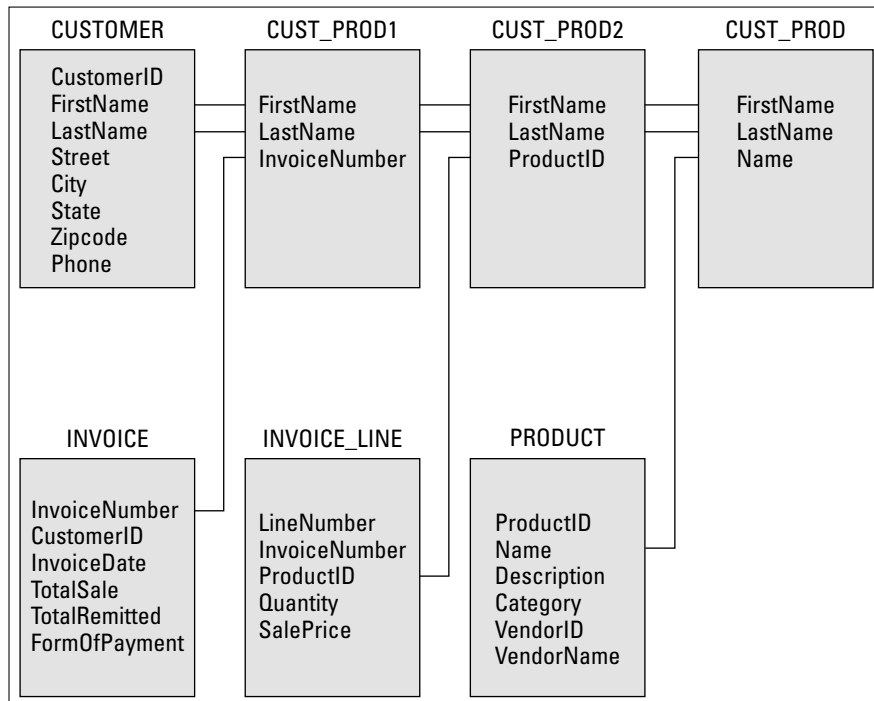 CUSTOMER
CustomerID
FirstName
LastName
Street
City
State
Zipcode
Phone
CUST_PROD1
FirstName
LastName
InvoiceNumber
CUST_PROD2
FirstName
LastName
ProductID
CUST_PROD
FirstName
LastName
Name
INVOICE
InvoiceNumber
CustomerID
InvoiceDate
TotalSale
TotalRemitted
FormOfPayment
INVOICE_LINE
LineNumber
InvoiceNumber
ProductID
Quantity
SalePrice
PRODUCT
ProductID
Name
Description
Category
VendorID
VendorName